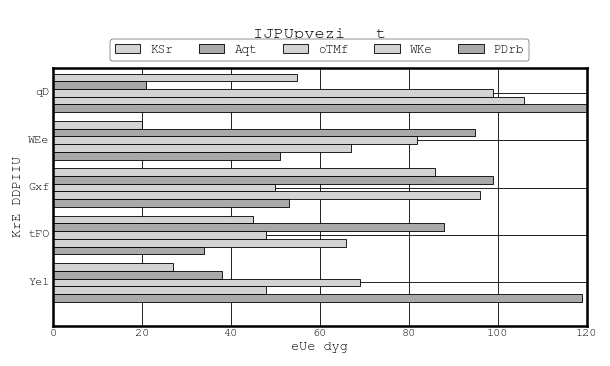 IJPUpvezi t
KSr Aqt oTMf WKe PDrb
qD
WEe
Gxf
tFO
Yel
KrE DDPIIU
0 20 40 60 80 100 120
eUe dyg